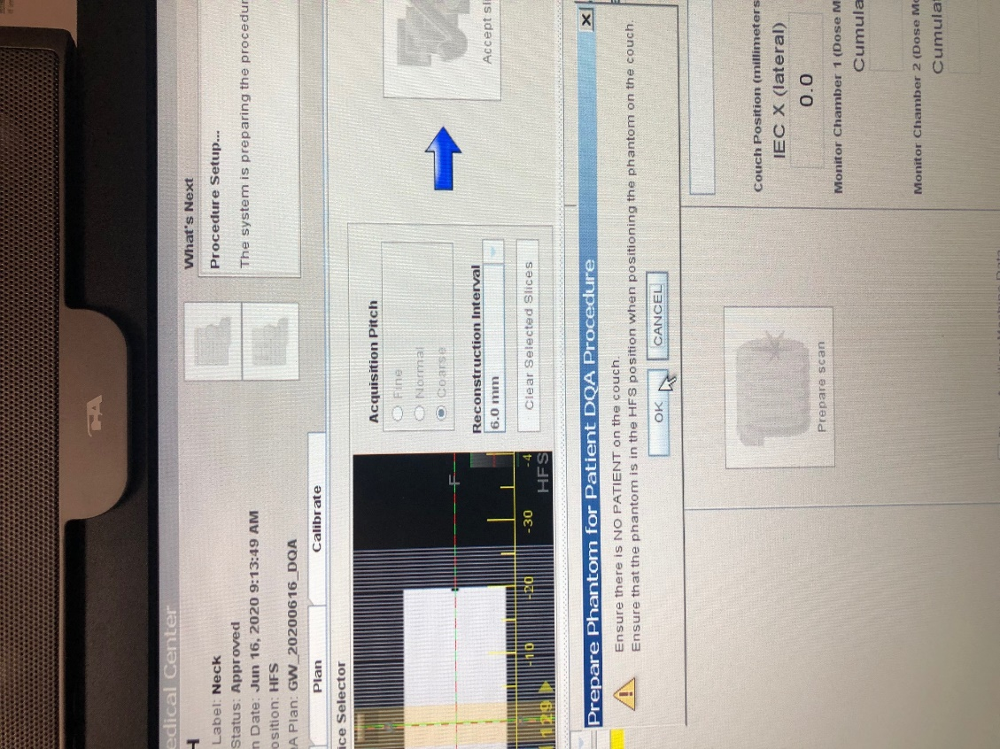 edical Center
Label: Neck
Status: Approved
n Date: Jun 16, 2020 9:13:49 AM
osition: HFS
A Plan: GW_20200616_DQA
What's Next
Procedure Setup...
The system is preparing the procedur
Plan
Calibrate
ice Selector
F
-10
-20
-30
-4
HFS
129
Acquisition Pitch
Fine
Normal
Coarse
Reconstruction Interval
6.0 mm
Clear Selected Slices
Accept sli
Prepare Phantom for Patient DQA Procedure
X
Ensure there is NO PATIENT on the couch.
Ensure that the phantom is in the HFS position when positioning the phantom on the couch.
OK
CANCEL
Prepare scan
Couch Position (millimeters
IEC X (lateral)
0.0
Monitor Chamber 1 (Dose M
Cumula
Monitor Chamber 2 (Dose Mo
Cumula